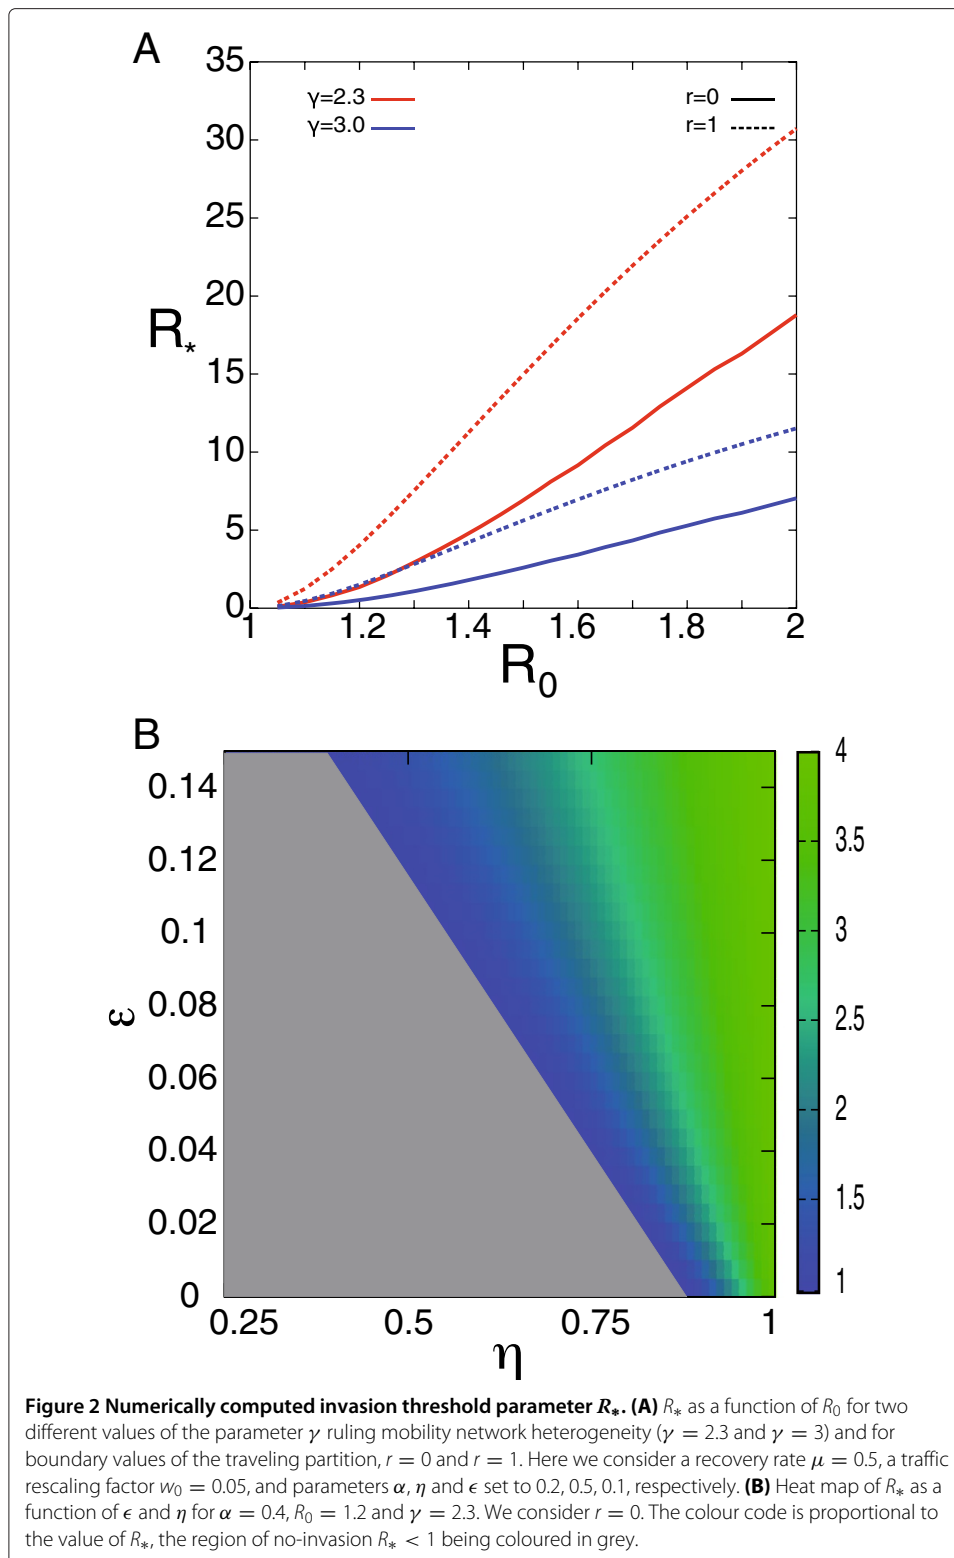 A
35
30
25
20
15
10
5
0
R*
γ=2.3
γ=3.0
r=0
r=1
1 1.2 1.4 1.6 1.8 2
R0
B
0.14
0.12
0.1
0.08
0.06
0.04
0.02
0
ε
0.25 0.5 0.75 1
η
4
3.5
3
2.5
2
1.5
1
Figure 2 Numerically computed invasion threshold parameter R*. (A) R* as a function of R0 for two
different values of the parameter γ ruling mobility network heterogeneity (γ = 2.3 and γ = 3) and for
boundary values of the traveling partition, r = 0 and r = 1. Here we consider a recovery rate μ = 0.5, a traffic
rescaling factor w0 = 0.05, and parameters α, η and ϵ set to 0.2, 0.5, 0.1, respectively. (B) Heat map of R* as a
function of ϵ and η for α = 0.4, R0 = 1.2 and γ = 2.3. We consider r = 0. The colour code is proportional to
the value of R*, the region of no-invasion R* < 1 being coloured in grey.